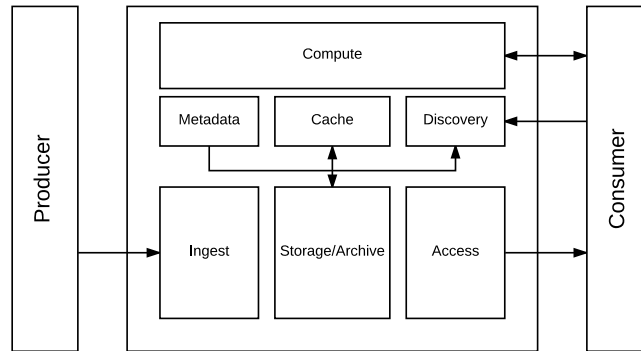 Producer
Compute
Metadata
Cache
Discovery
Ingest
Storage/Archive
Access
Consumer